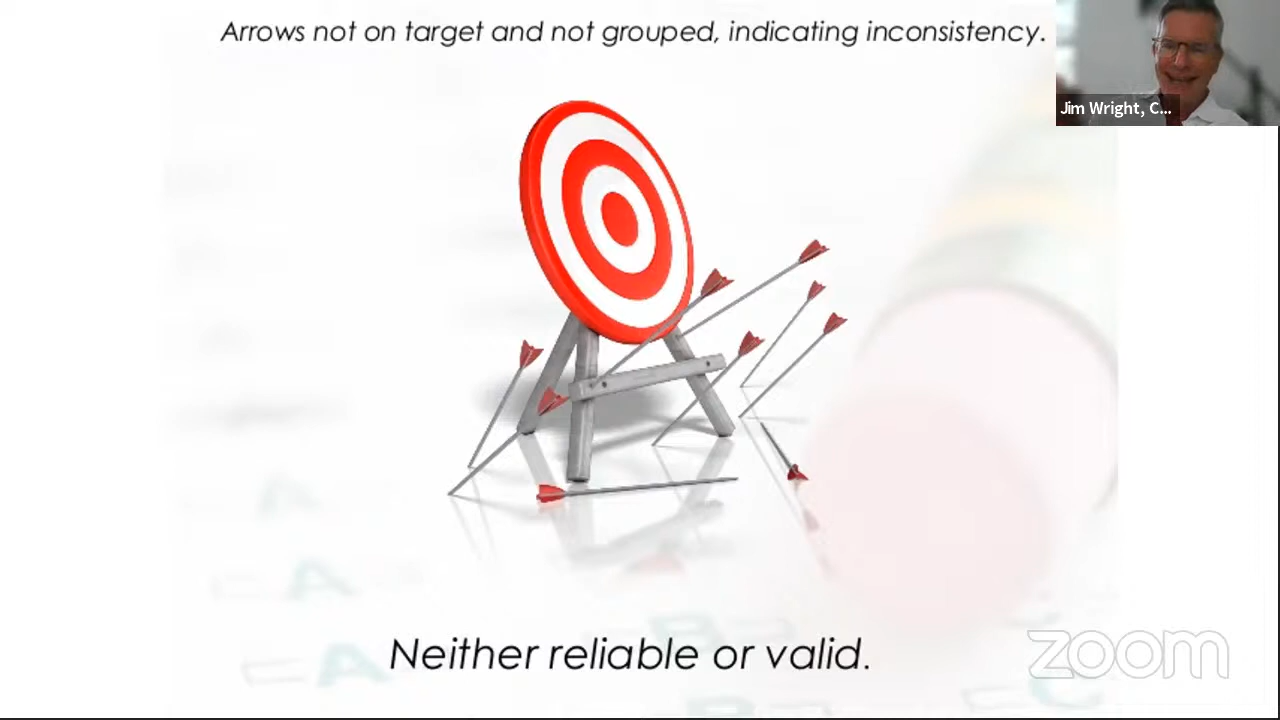 Arrows not on target and not grouped, indicating inconsistency.
Jim Wright, C...
Neither reliable or valid.
zoom
A
A
B
B
C